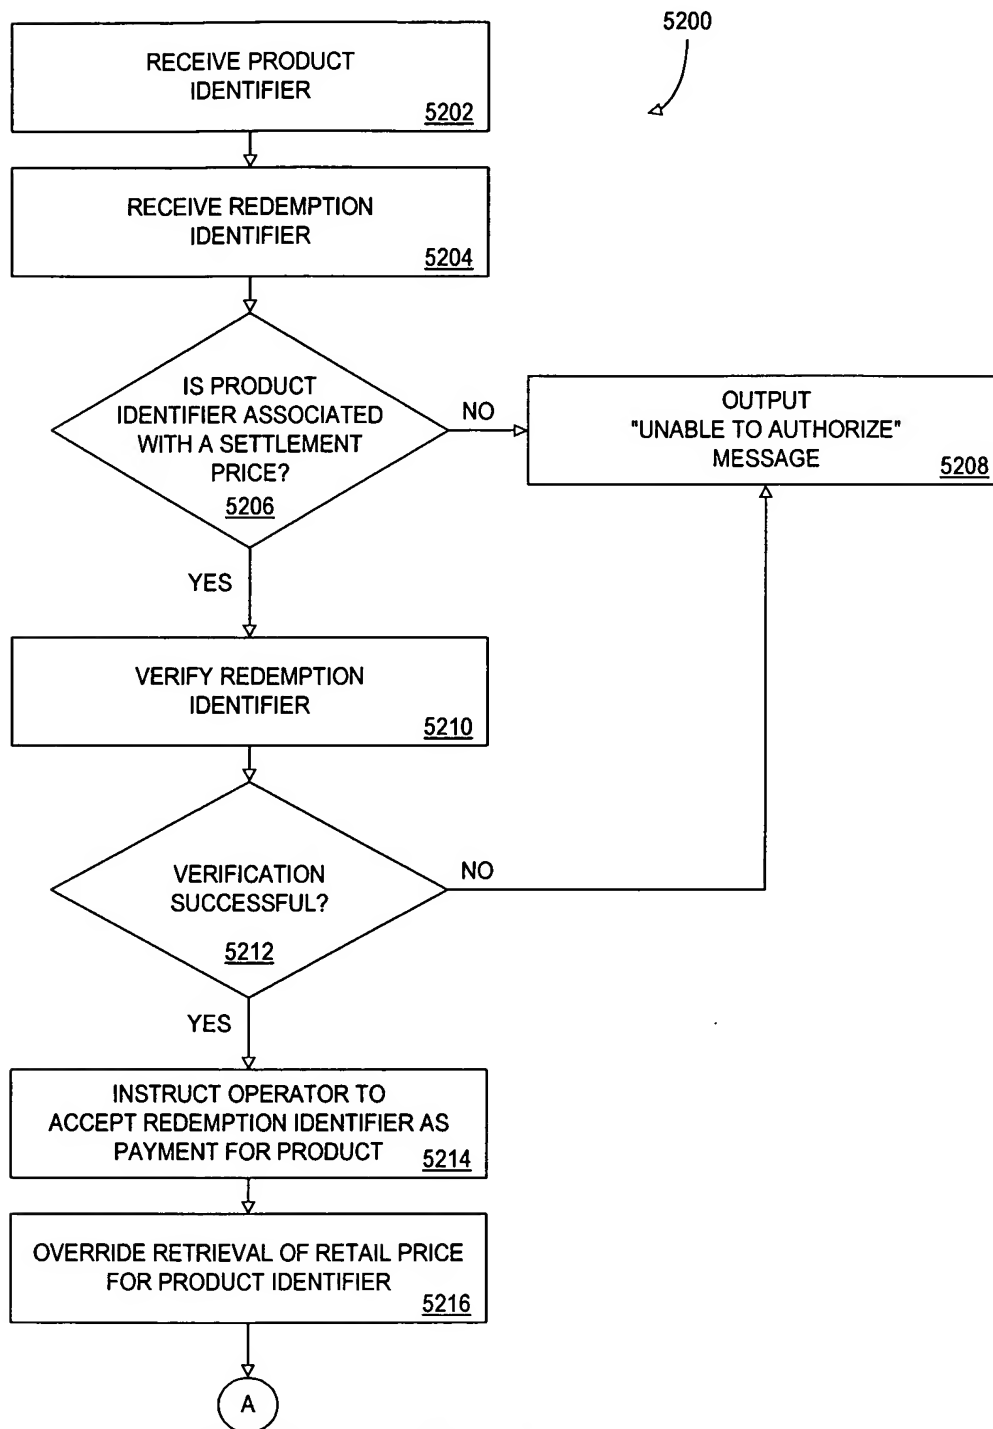 5200
RECEIVE PRODUCT
IDENTIFIER
5202
RECEIVE REDEMPTION
IDENTIFIER
5204
IS PRODUCT
IDENTIFIER ASSOCIATED
WITH A SETTLEMENT
PRICE?
5206
NO
OUTPUT
"UNABLE TO AUTHORIZE"
MESSAGE
5208
YES
VERIFY REDEMPTION
IDENTIFIER
5210
VERIFICATION
SUCCESSFUL?
5212
NO
YES
INSTRUCT OPERATOR TO
ACCEPT REDEMPTION IDENTIFIER AS
PAYMENT FOR PRODUCT
5214
OVERRIDE RETRIEVAL OF RETAIL PRICE
FOR PRODUCT IDENTIFIER
5216
A